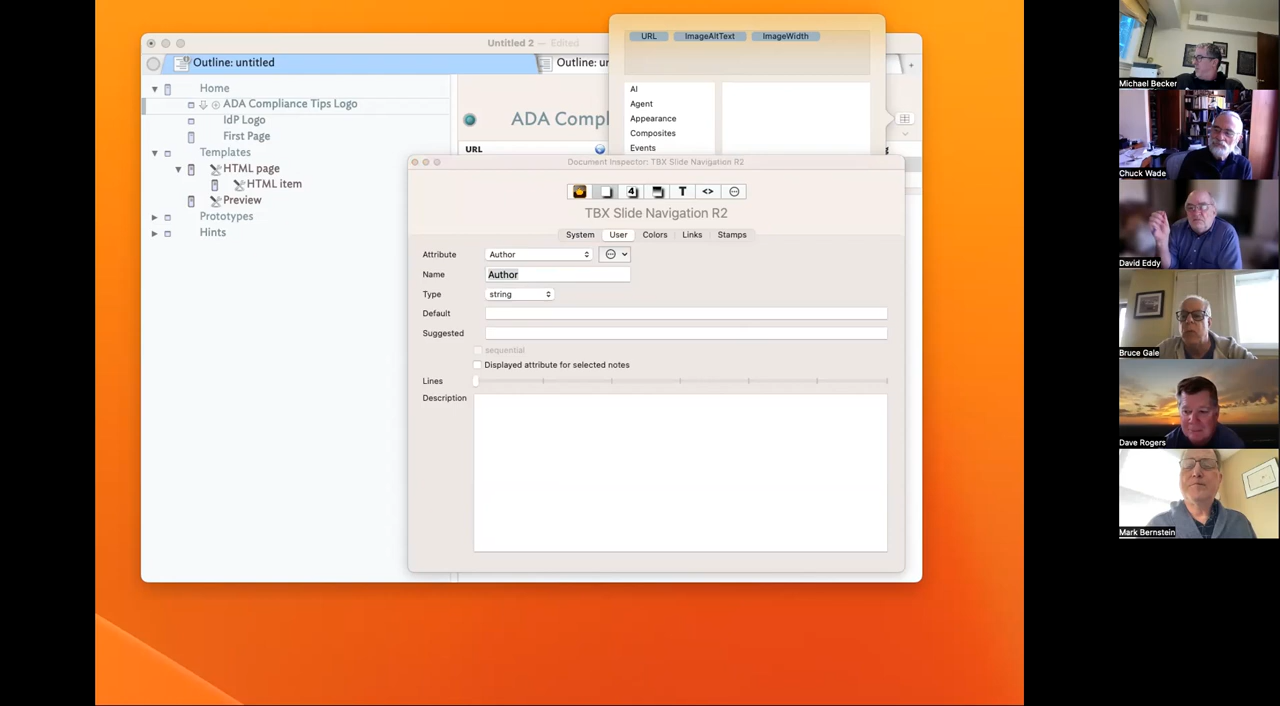 Untitled 2 — Edited
Outline: untitled
Outline: un
Home
ADA Compliance Tips Logo
IdP Logo
First Page
Templates
HTML page
HTML item
Preview
Prototypes
Hints
ADA Compl
URL
URL ImageAltText ImageWidth
AI
Agent
Appearance
Composites
Events
Document Inspector: TBX Slide Navigation R2
4 T <>
TBX Slide Navigation R2
System User Colors Links Stamps
Attribute Author
Name Author
Type string
Default
Suggested
sequential
Displayed attribute for selected notes
Lines
Description
Michael Becker
Chuck Wade
David Eddy
Bruce Gale
Dave Rogers
Mark Bernstein